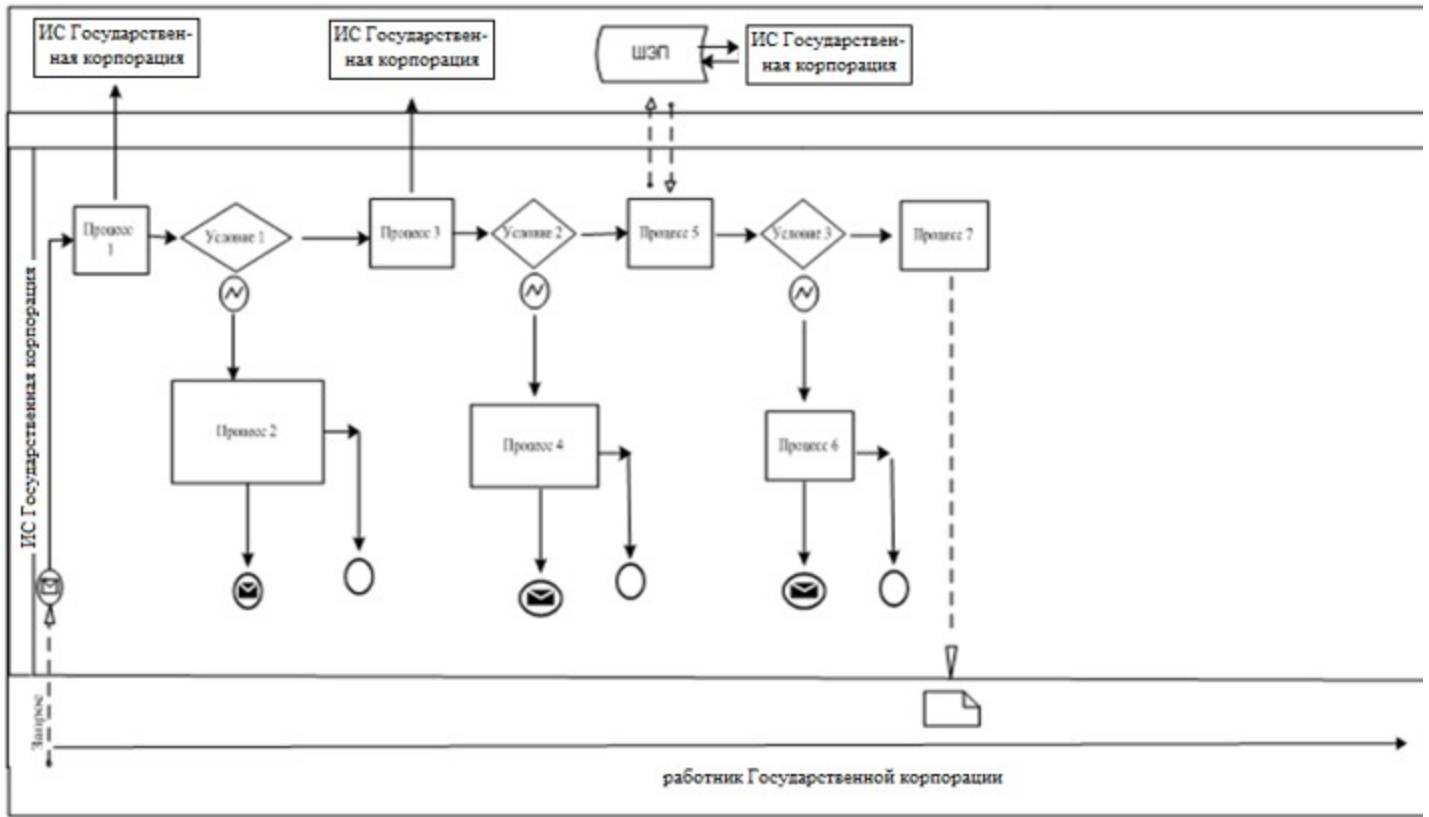 ИС Государствен-
ная корпорация
ИС Государствен-
ная корпорация
ШЭП
ИС Государствен-
ная корпорация
ИС Государственная корпорация
Процесс
1
Условие 1
Процесс 3
Условие 2
Процесс 5
Условие 3
Процесс 7
Процесс 2
Процесс 4
Процесс 6
Запрос
работник Государственной корпорации